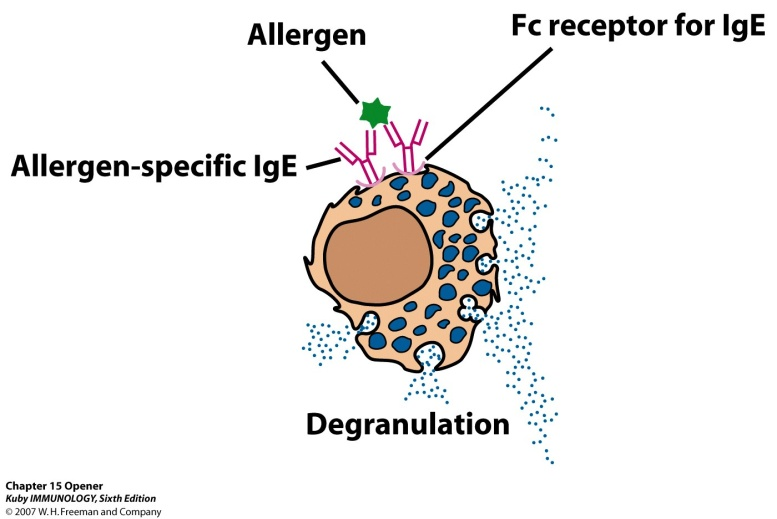 Allergen
Fc receptor for IgE
Allergen-specific IgE
Degranulation
Chapter 15 Opener
Kuby IMMUNOLOGY, Sixth Edition
© 2007 W. H. Freeman and Company